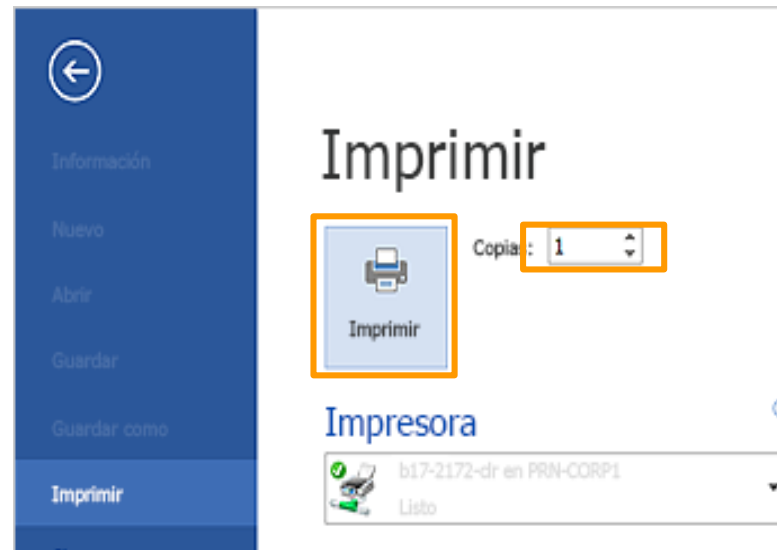 Imprimir
Información
Nuevo
Abrir
Guardar
Guardar como
Imprimir
Copias: 1
Imprimir
Impresora
b17-2172-dr en PRN-CORP1
Listo